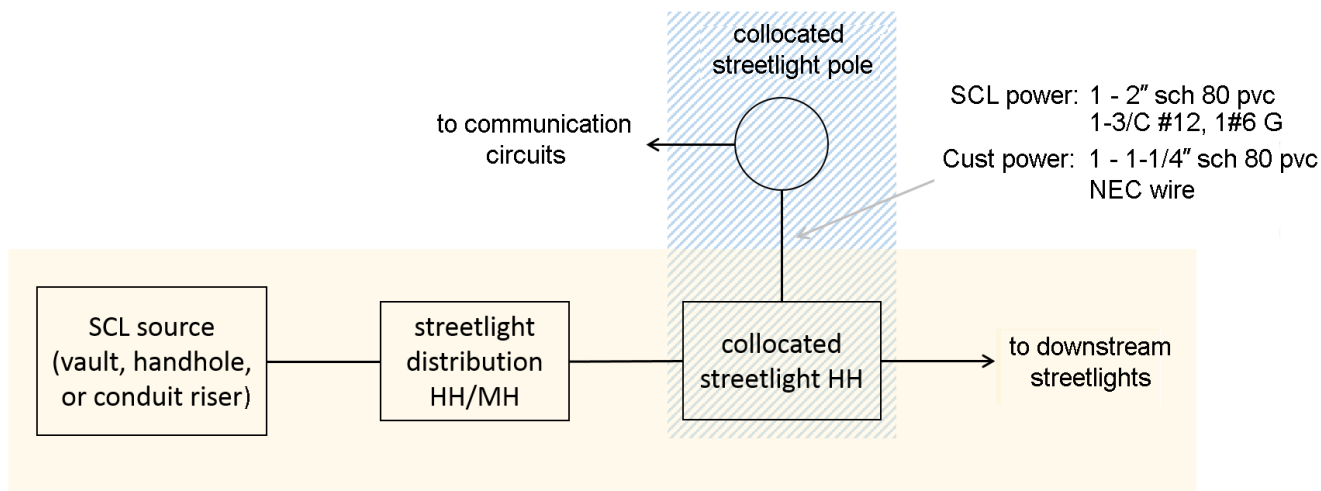 collocated
streetlight pole
SCL power: 1 - 2″ sch 80 pvc
1-3/C #12, 1#6 G
Cust power: 1 - 1-1/4″ sch 80 pvc
NEC wire
to communication
circuits
SCL source
(vault, handhole,
or conduit riser)
streetlight
distribution
HH/MH
collocated
streetlight HH
to downstream
streetlights